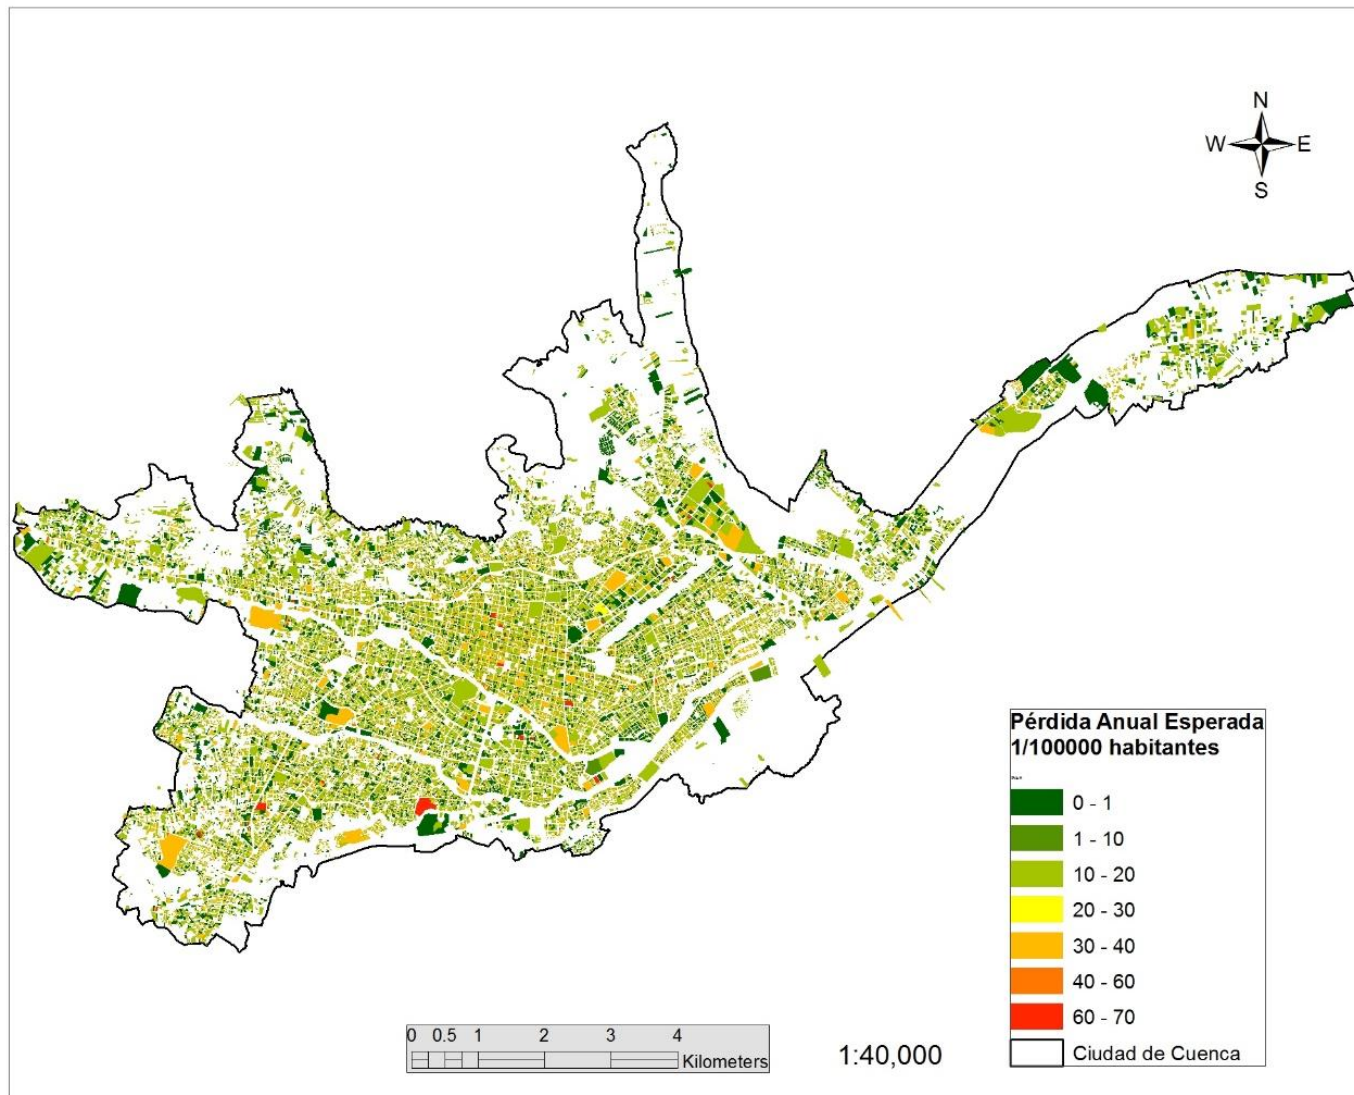 N
W E
S
Pérdida Anual Esperada
1/100000 habitantes
0 - 1
1 - 10
10 - 20
20 - 30
30 - 40
40 - 60
60 - 70
Ciudad de Cuenca
0 0.5 1 2 3 4
Kilometers
1:40,000